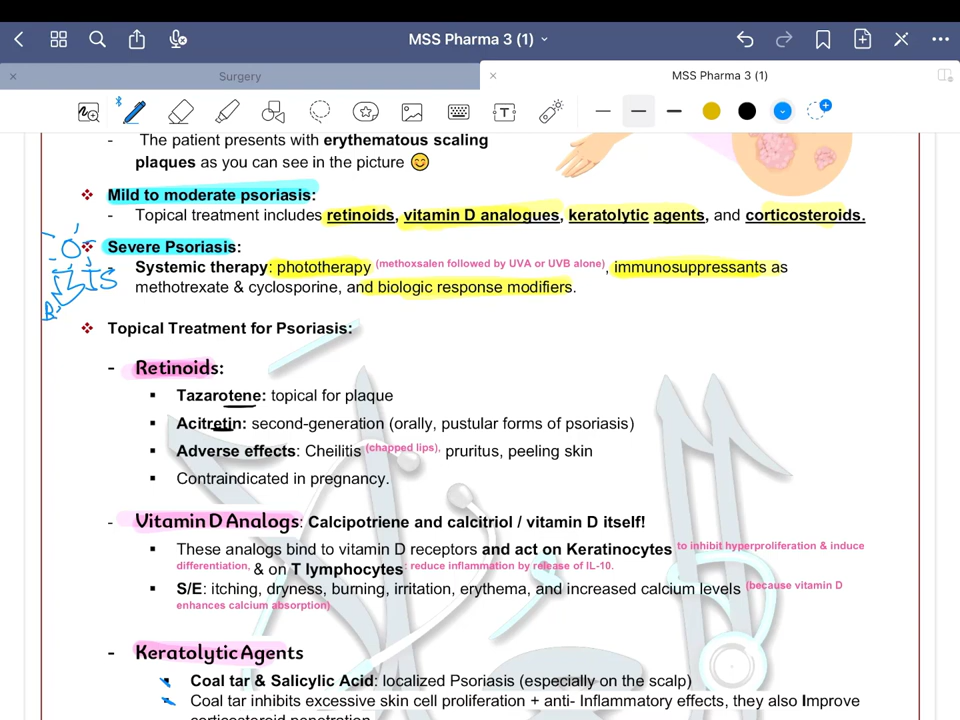 MSS Pharma 3 (1)
Surgery
MSS Pharma 3 (1)
- The patient presents with erythematous scaling
plaques as you can see in the picture 😊
❖ Mild to moderate psoriasis:
- Topical treatment includes retinoids, vitamin D analogues, keratolytic agents, and corticosteroids.
❖ Severe Psoriasis:
Systemic therapy: phototherapy (methoxsalen followed by UVA or UVB alone), immunosuppressants as
methotrexate & cyclosporine, and biologic response modifiers.
❖ Topical Treatment for Psoriasis:
- Retinoids:
▪ Tazarotene: topical for plaque
▪ Acitretin: second-generation (orally, pustular forms of psoriasis)
▪ Adverse effects: Cheilitis (chapped lips), pruritus, peeling skin
▪ Contraindicated in pregnancy.
- Vitamin D Analogs: Calcipotriene and calcitriol / vitamin D itself!
▪ These analogs bind to vitamin D receptors and act on Keratinocytes to inhibit hyperproliferation & induce
differentiation, & on T lymphocytes: reduce inflammation by release of IL-10.
▪ S/E: itching, dryness, burning, irritation, erythema, and increased calcium levels (because vitamin D
enhances calcium absorption)
- Keratolytic Agents
Coal tar & Salicylic Acid: localized Psoriasis (especially on the scalp)
Coal tar inhibits excessive skin cell proliferation + anti- Inflammatory effects, they also Improve
corticosteroid penetration